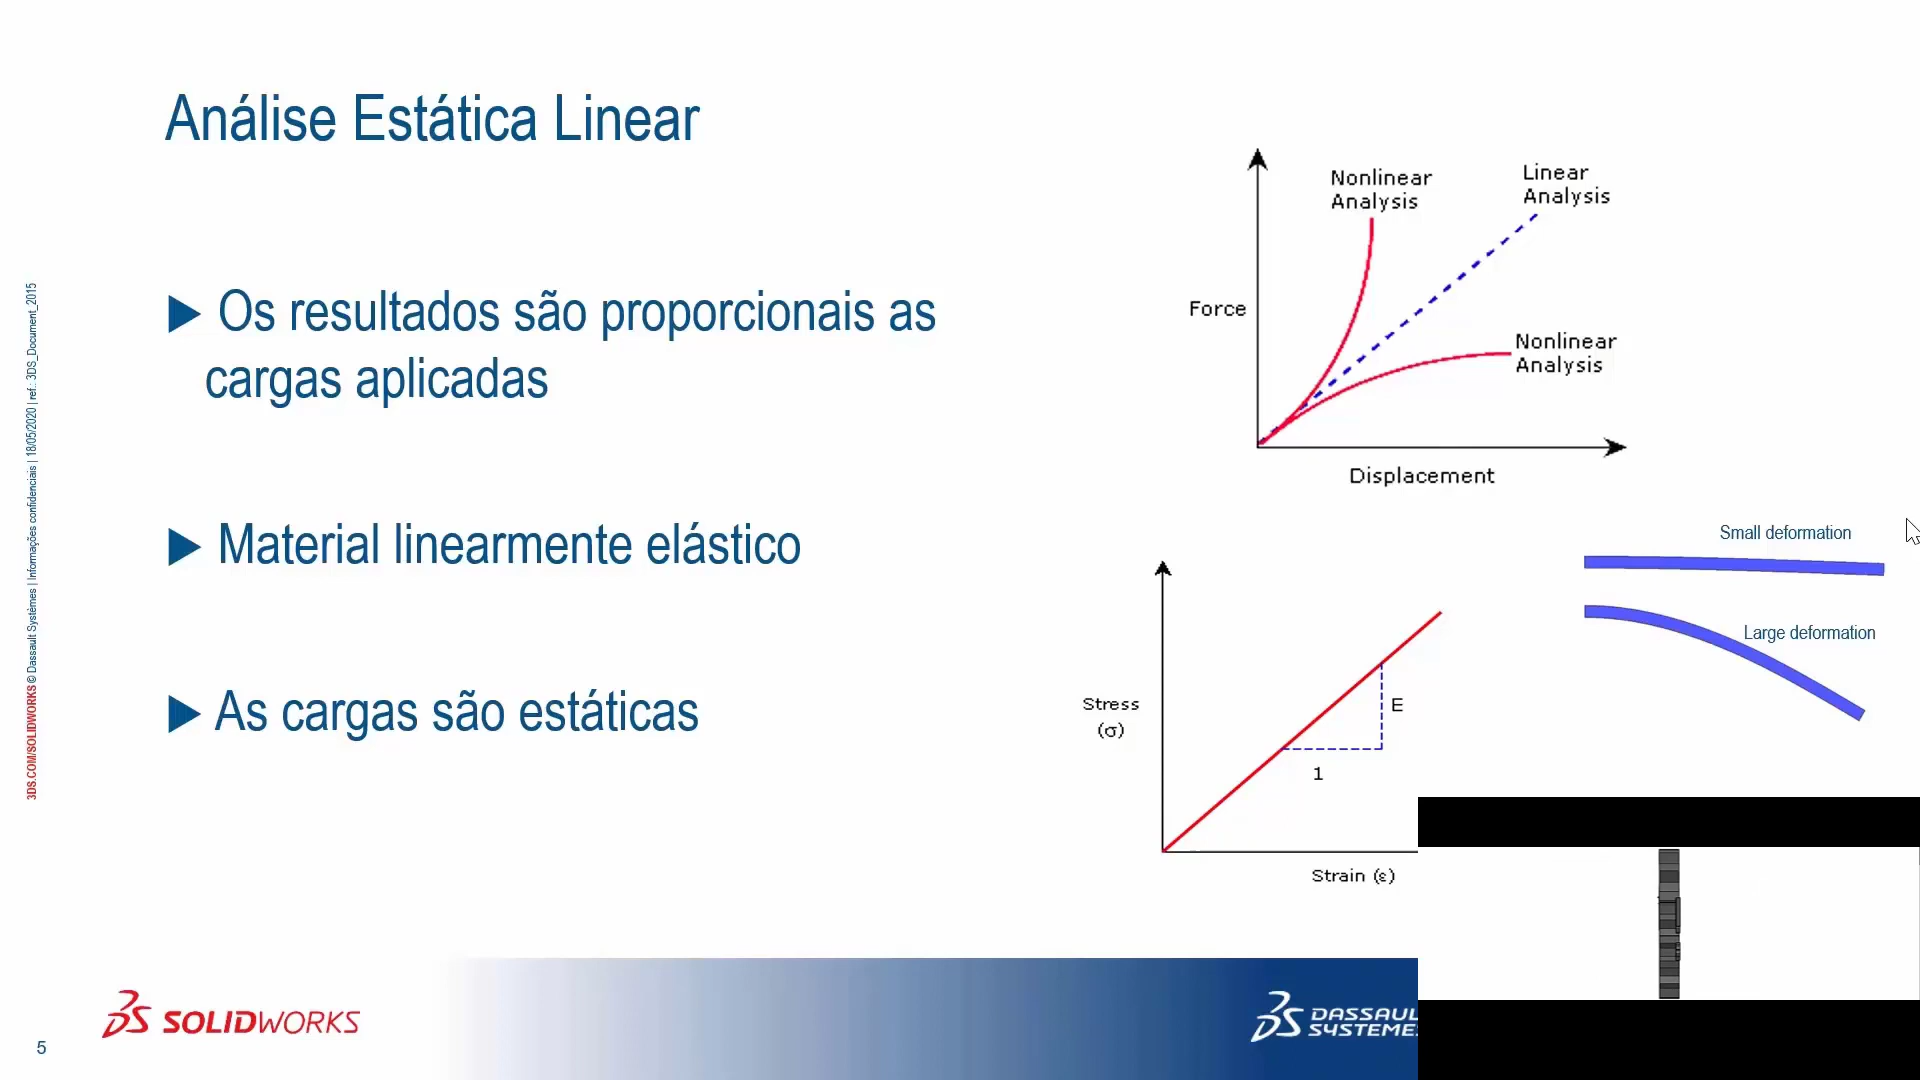 Análise Estática Linear
Os resultados são proporcionais as
cargas aplicadas
Material linearmente elástico
As cargas são estáticas
Nonlinear
Analysis
Linear
Analysis
Force
Nonlinear
Analysis
Displacement
Small deformation
Large deformation
Stress
(σ)
E
1
Strain (ε)
3DS.COM/SOLIDWORKS © Dassault Systèmes | Informações confidenciais | 18/05/2020 | ref.: 3DS_Document_2015
5
SOLIDWORKS
DASSAUL
SYSTEME